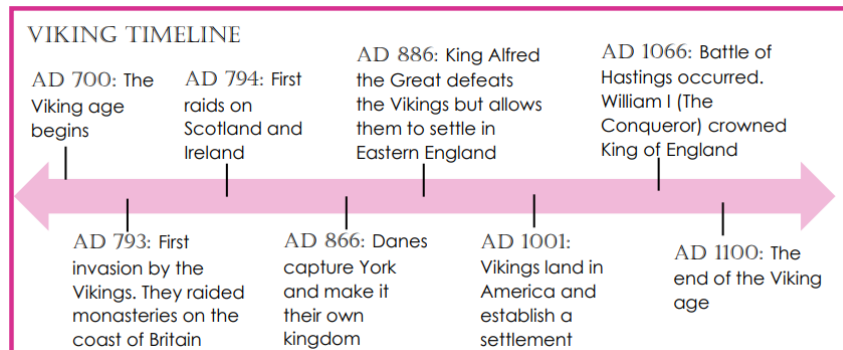 VIKING TIMELINE
AD 700: The
Viking age
begins
AD 794: First
raids on
Scotland and
Ireland
AD 886: King Alfred
the Great defeats
the Vikings but allows
them to settle in
Eastern England
AD 1066: Battle of
Hastings occurred.
William I (The
Conqueror) crowned
King of England
AD 793: First
invasion by the
Vikings. They raided
monasteries on the
coast of Britain
AD 866: Danes
capture York
and make it
their own
kingdom
AD 1001:
Vikings land in
America and
establish a
settlement
AD 1100: The
end of the Viking
age